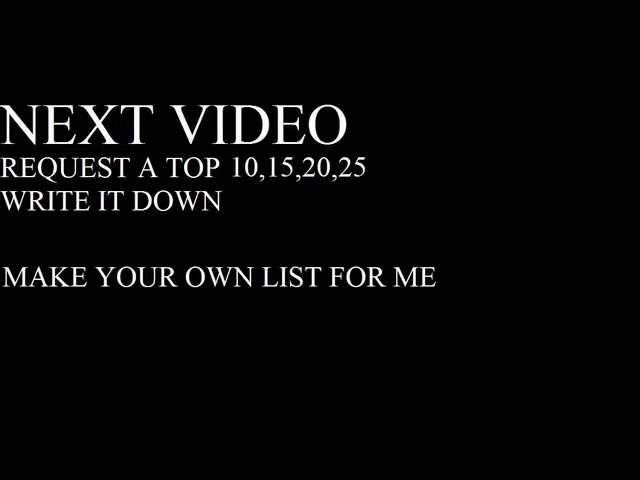 NEXT VIDEO
REQUEST A TOP 10,15,20,25
WRITE IT DOWN
MAKE YOUR OWN LIST FOR ME